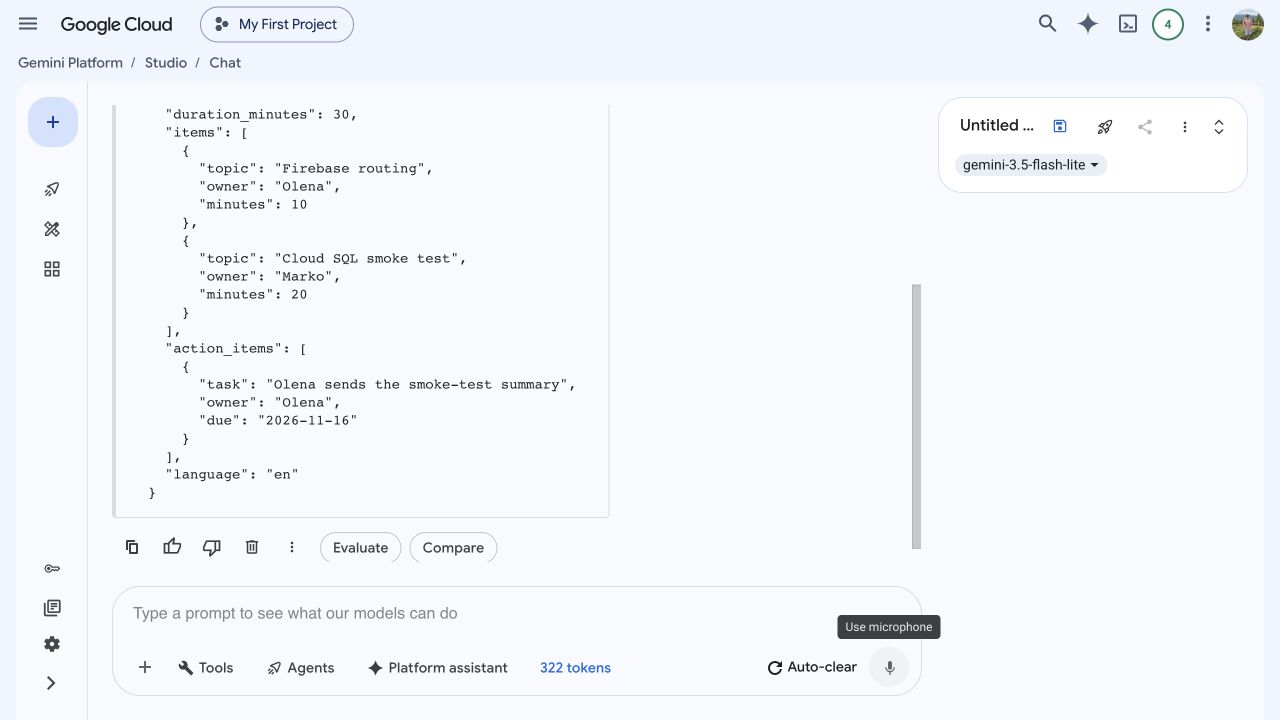 Google Cloud
My First Project
4
Gemini Platform / Studio / Chat
"duration_minutes": 30,
"items": [
{
"topic": "Firebase routing",
"owner": "Olena",
"minutes": 10
},
{
"topic": "Cloud SQL smoke test",
"owner": "Marko",
"minutes": 20
}
],
"action_items": [
{
"task": "Olena sends the smoke-test summary",
"owner": "Olena",
"due": "2026-11-16"
}
],
"language": "en"
}
Evaluate
Compare
Untitled ...
gemini-3.5-flash-lite
Type a prompt to see what our models can do
Use microphone
Tools
Agents
Platform assistant
322 tokens
Auto-clear